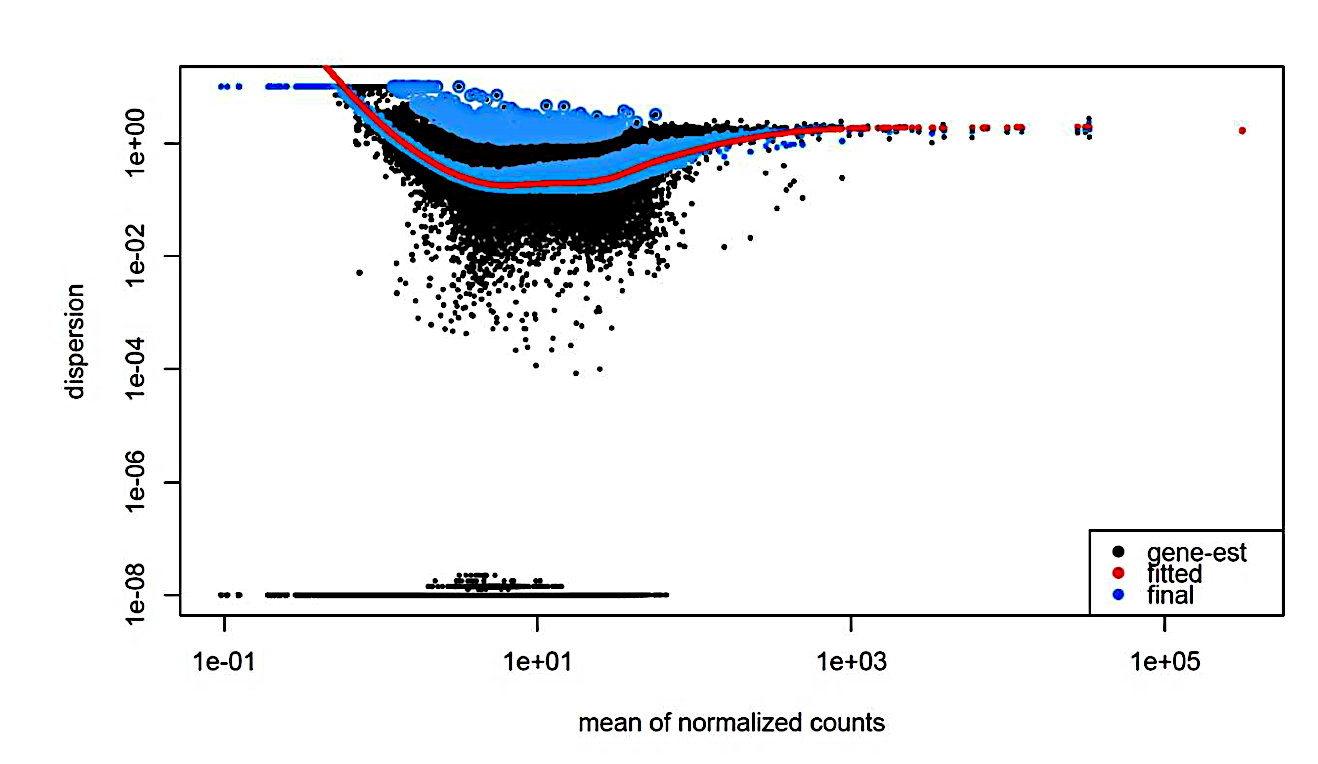 dispersion
1e+00
1e-02
1e-04
1e-06
1e-08
gene-est
fitted
final
1e-01 1e+01 1e+03 1e+05
mean of normalized counts